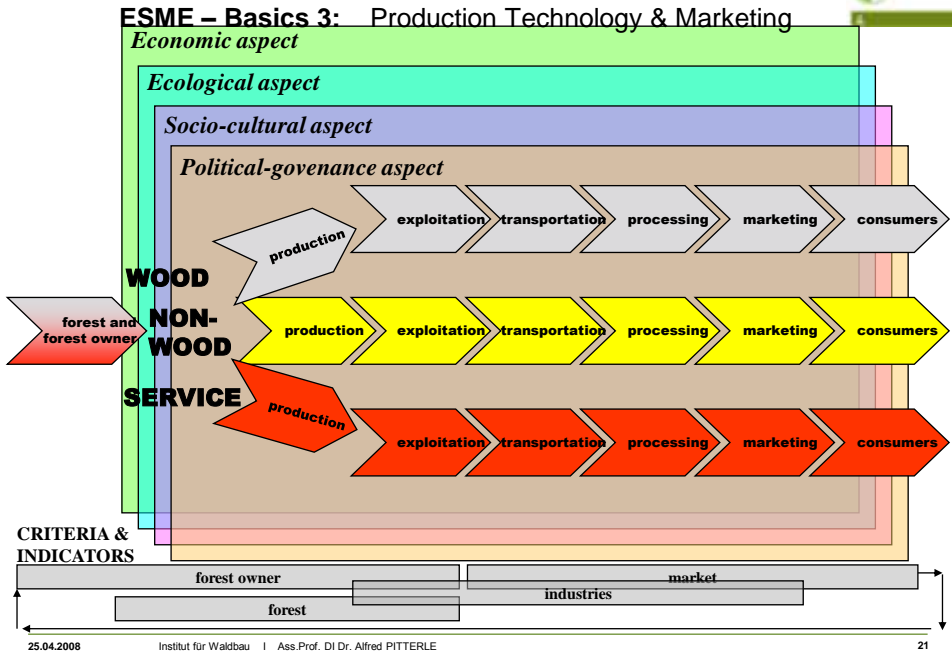 ESME – Basics 3: Production Technology & Marketing
Economic aspect
Ecological aspect
Socio-cultural aspect
Political-govenance aspect
production
exploitation transportation processing marketing consumers
WOOD
forest and
forest owner
NON-
WOOD
production exploitation transportation processing marketing consumers
SERVICE
production
exploitation transportation processing marketing consumers
CRITERIA &
INDICATORS
forest owner market
industries
forest
25.04.2008 Institut für Waldbau I Ass.Prof. DI Dr. Alfred PITTERLE 21